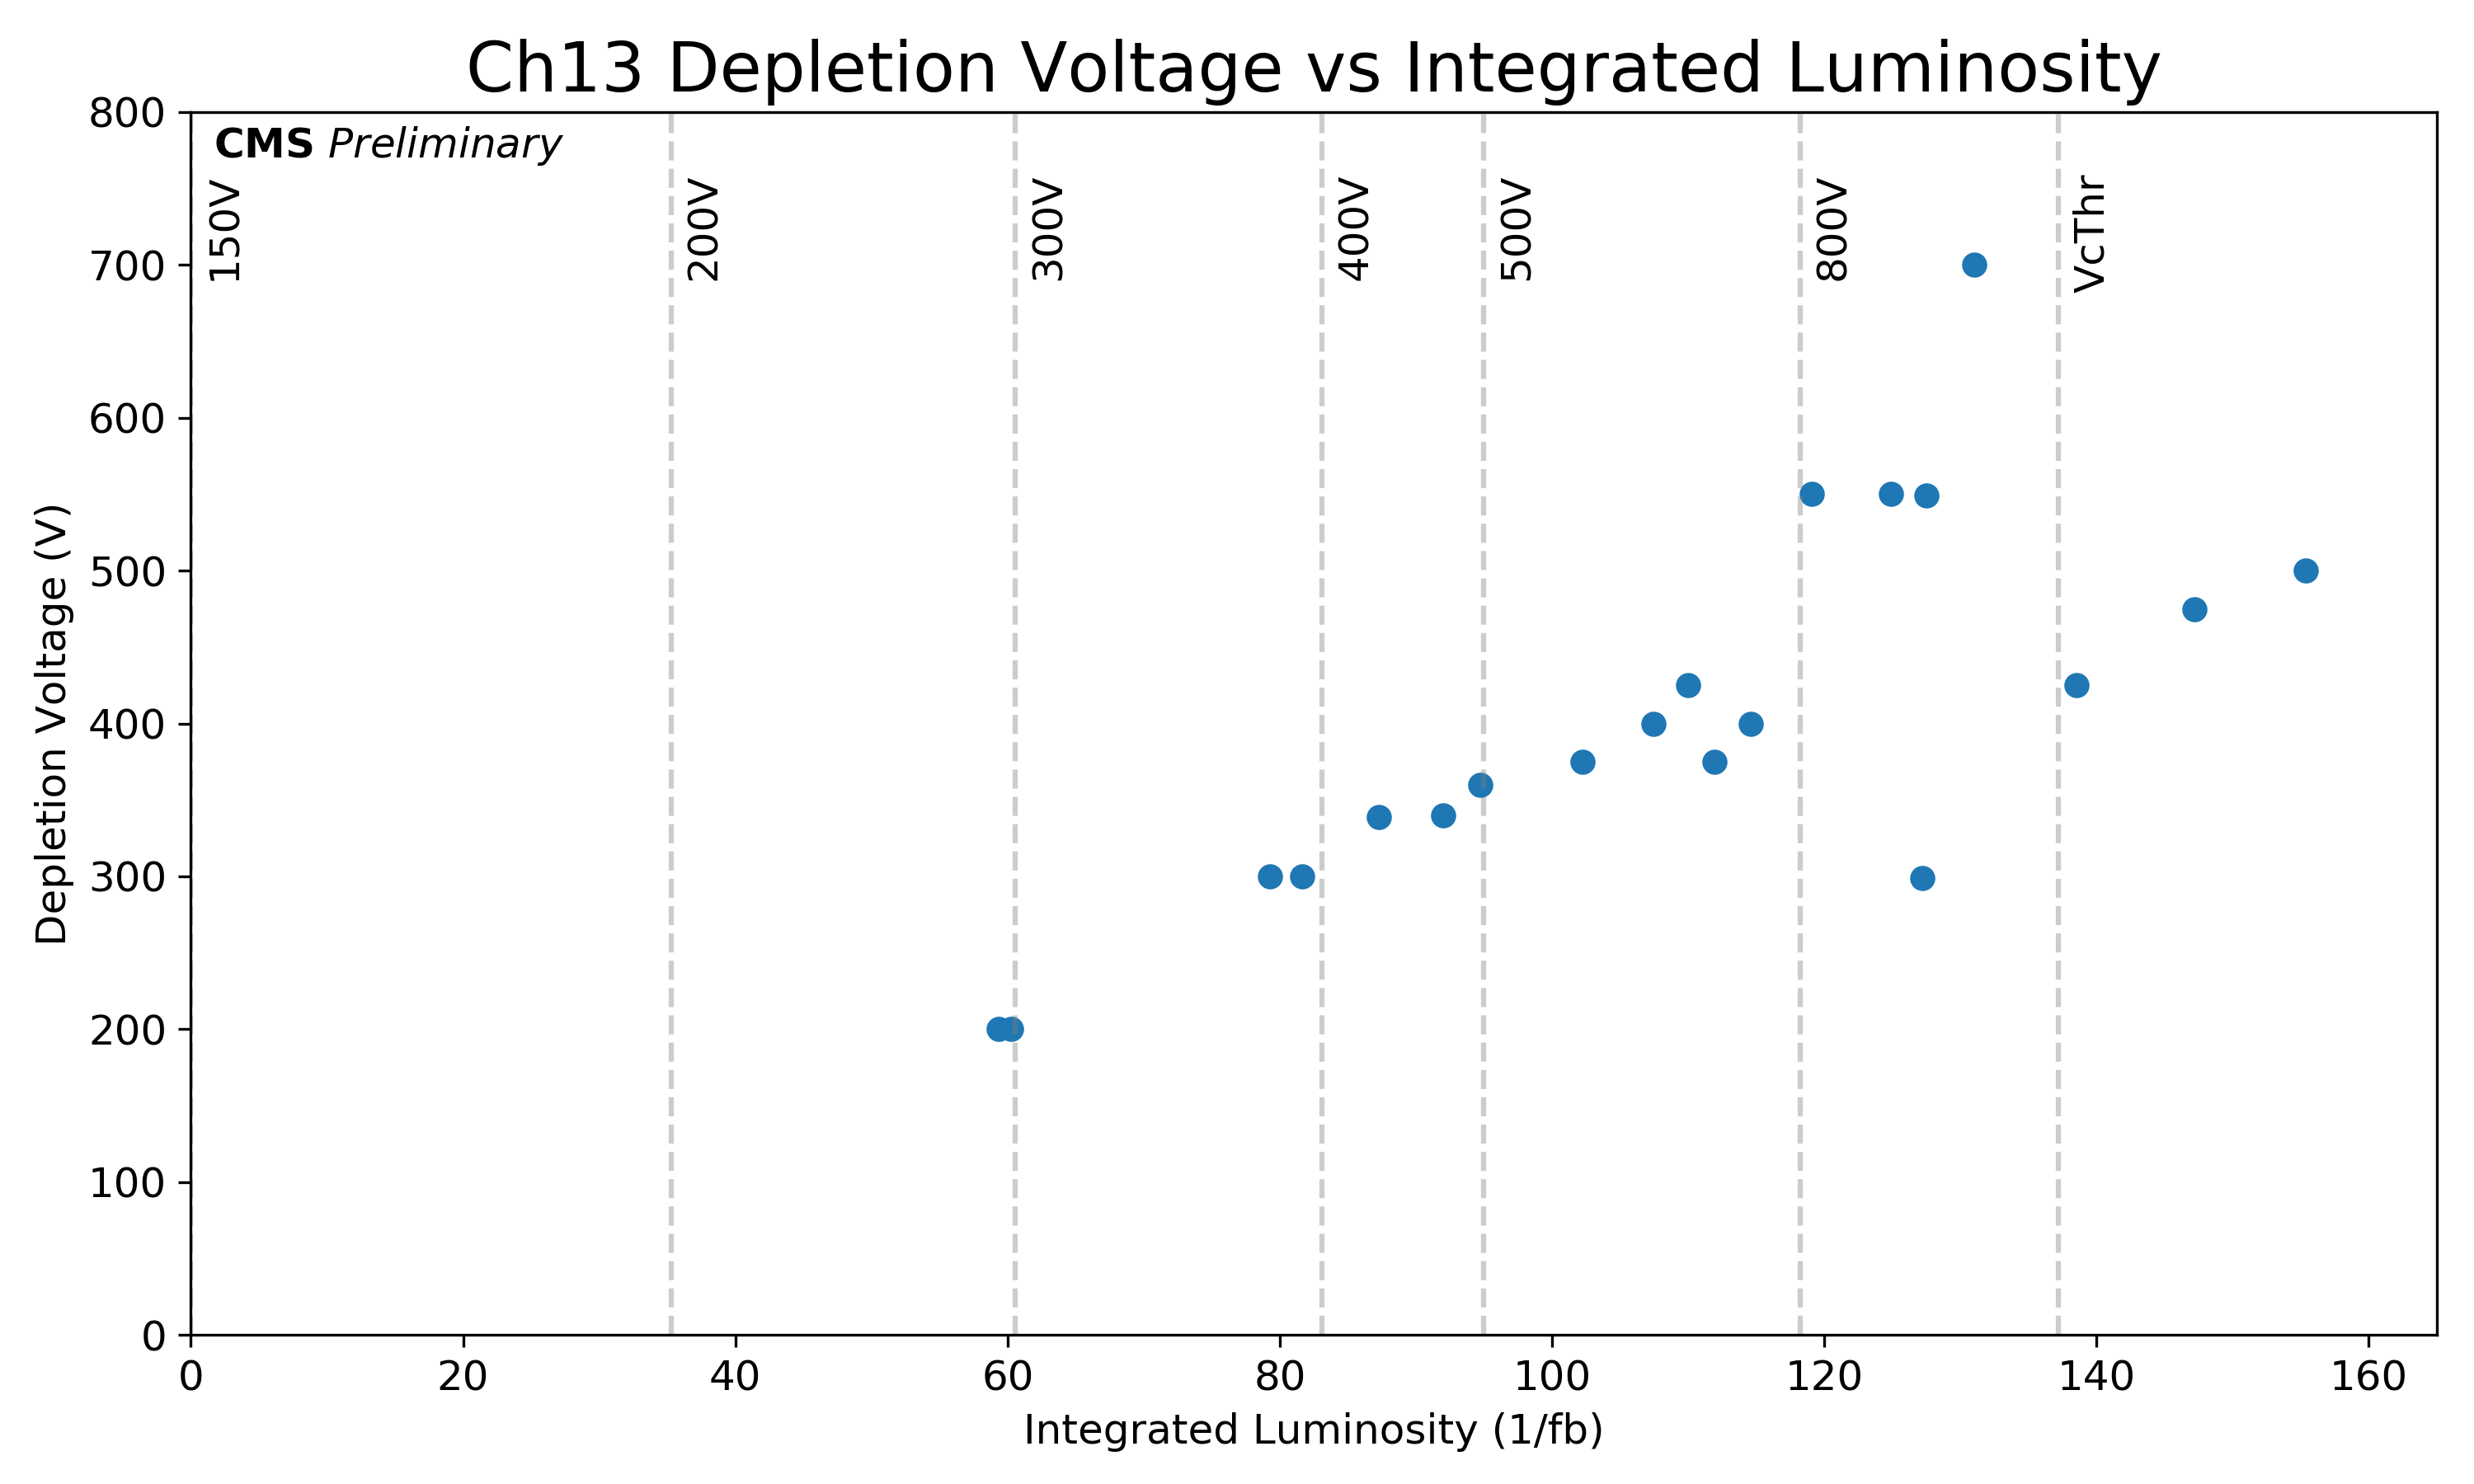 Ch13 Depletion Voltage vs Integrated Luminosity
CMS Preliminary
150V
200V
300V
400V
500V
800V
VcThr
Depletion Voltage (V)
800
700
600
500
400
300
200
100
0
0 20 40 60 80 100 120 140 160
Integrated Luminosity (1/fb)